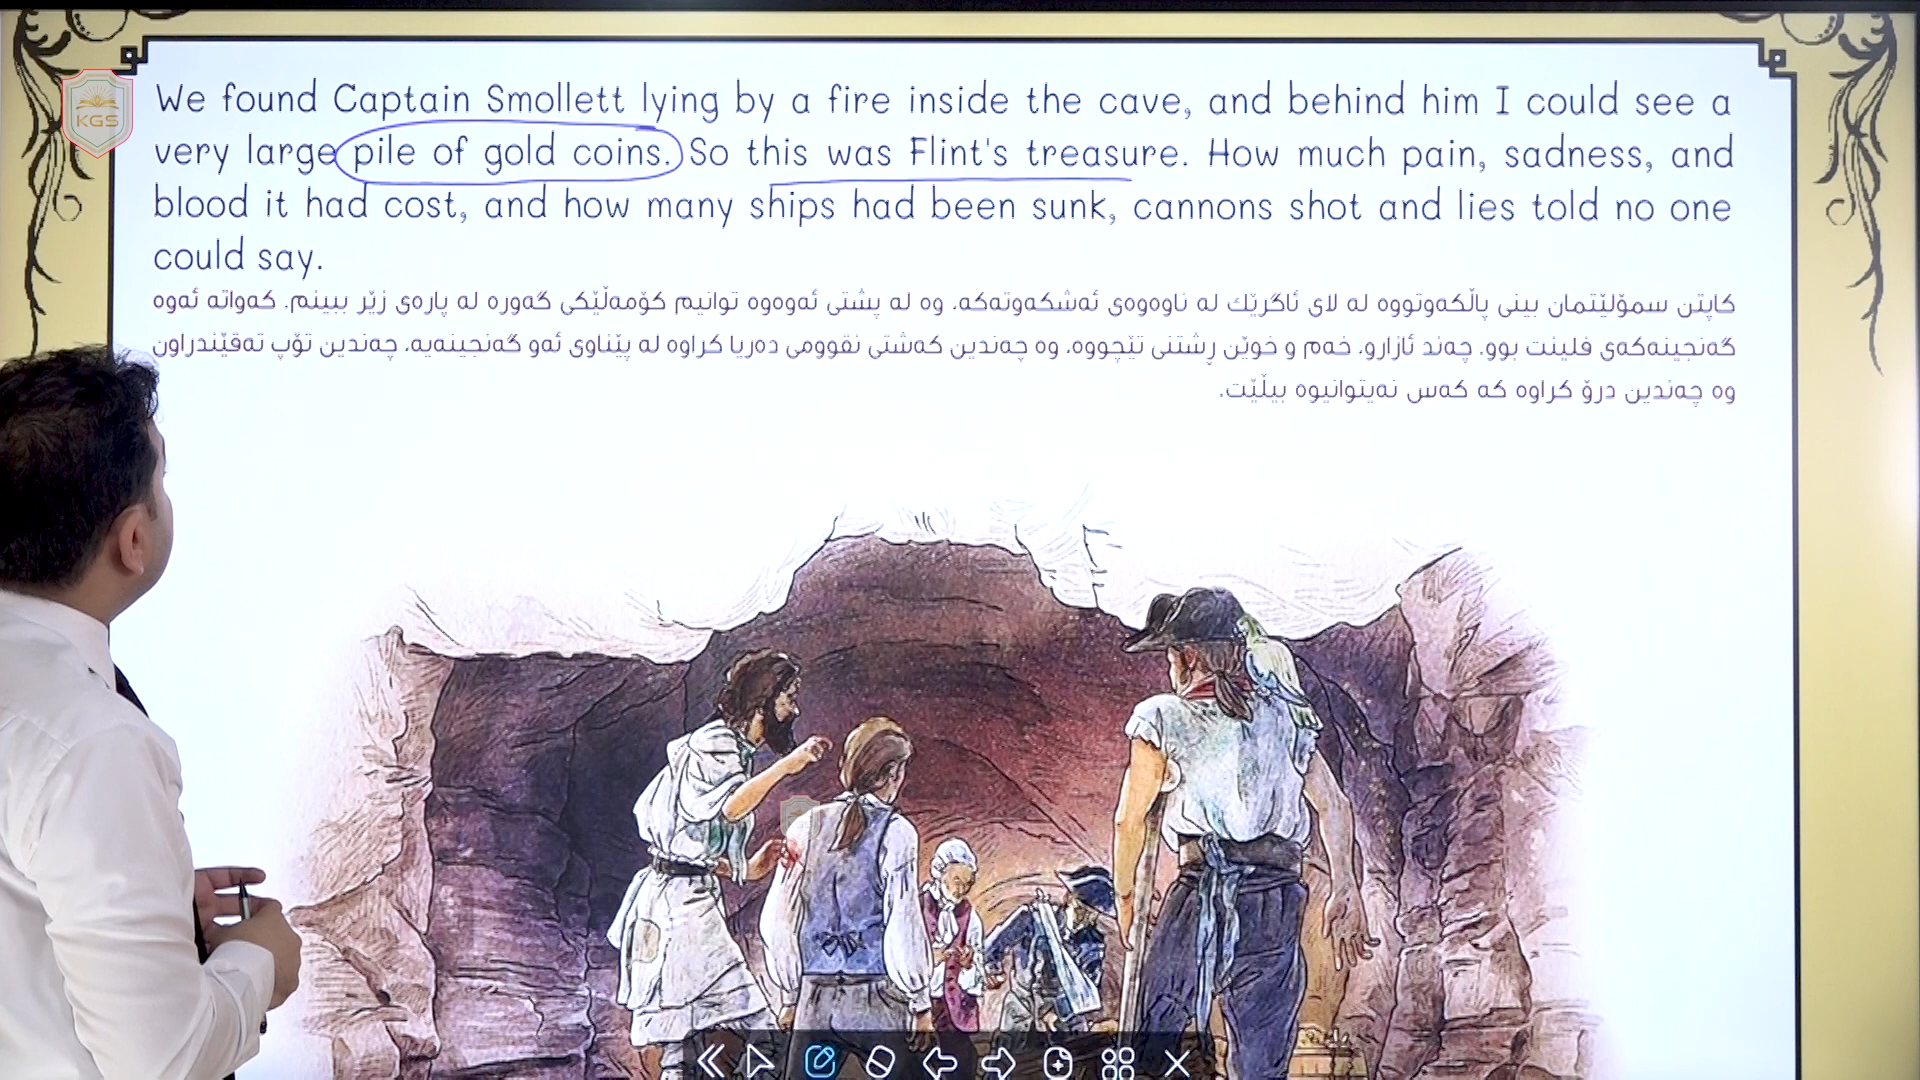 KGS
We found Captain Smollett lying by a fire inside the cave, and behind him I could see a
very large pile of gold coins. So this was Flint's treasure. How much pain, sadness, and
blood it had cost, and how many ships had been sunk, cannons shot and lies told no one
could say.
کاپتن سمۆلێتمان بینی پاڵکەوتووە لە لای ئاگرێك لە ناوەوەی ئەشکەوتەکە، وە لە پشتی ئەوەوە توانیم کۆمەڵێکی گەورە لە پارەی زێڕ ببینم. کەواتە ئەوە
گەنجینەکەی فلینت بوو. چەند ئازارو، خەم و خوێن ڕشتنی تێچووە، وە چەندین کەشتی نقوومی دەریا کراوە لە پێناوی ئەو گەنجینەیە، چەندین تۆپ تەقێندراون
وە چەندین درۆ کراوە کە کەس نەیتوانیوە بیڵێت.